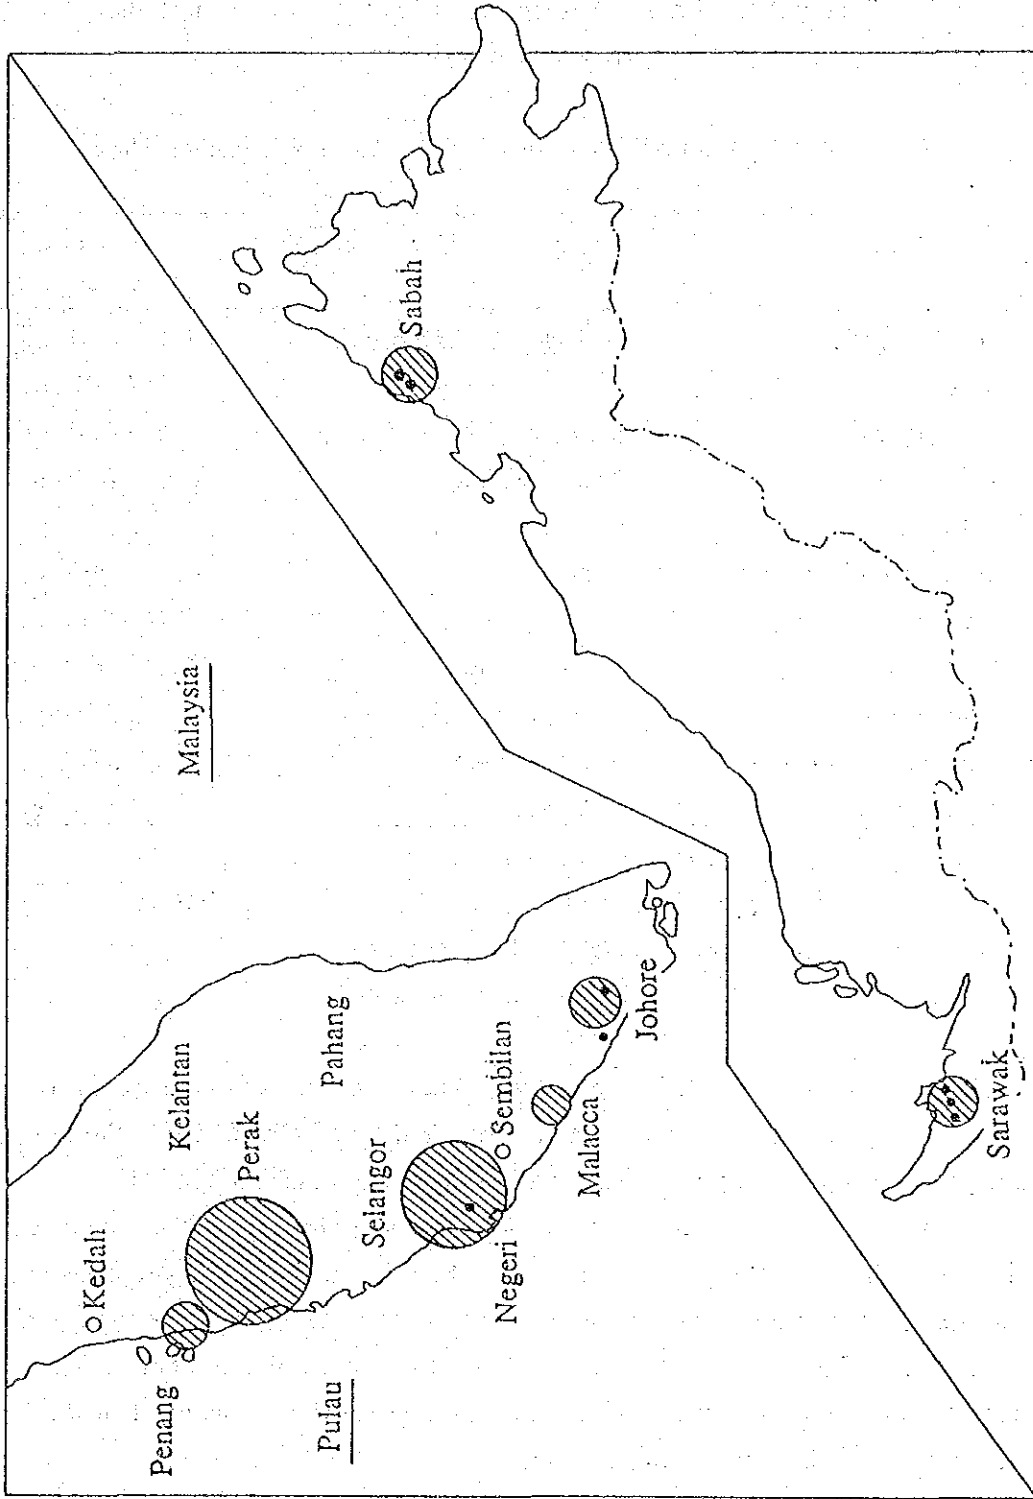 Malaysia
Kedah
Penang
Pulau
Kelantan
Perak
Pahang
Selangor
Negeri Sembilan
Malacca
Johore
Sabah
Sarawak